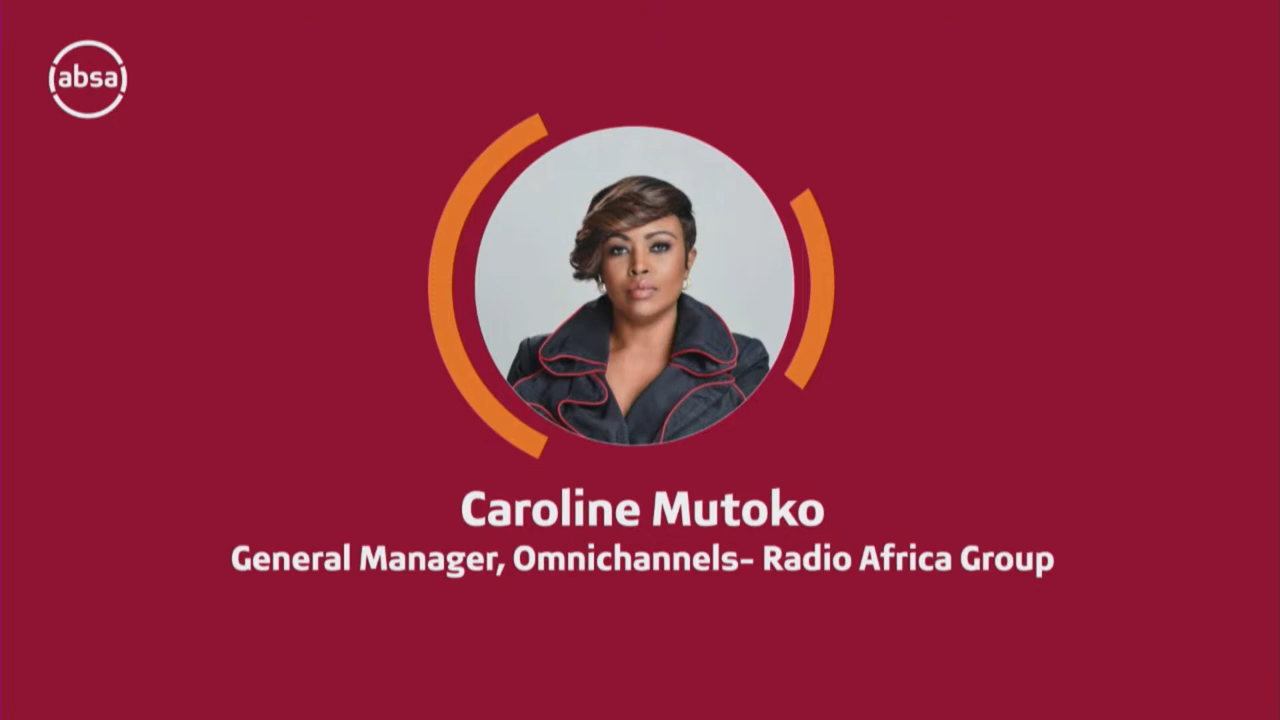 absa
Caroline Mutoko
General Manager, Omnichannels- Radio Africa Group